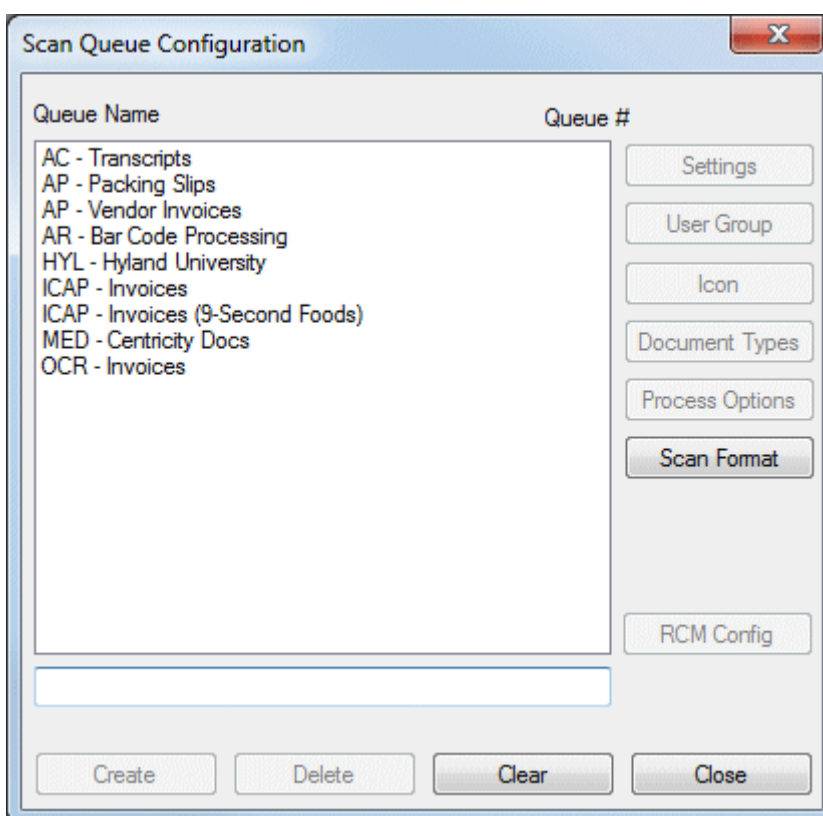 Scan Queue Configuration
Queue Name
Queue #
AC - Transcripts
AP - Packing Slips
AP - Vendor Invoices
AR - Bar Code Processing
HYL - Hyland University
ICAP - Invoices
ICAP - Invoices (9-Second Foods)
MED - Centricity Docs
OCR - Invoices
Settings
User Group
Icon
Document Types
Process Options
Scan Format
RCM Config
Create
Delete
Clear
Close